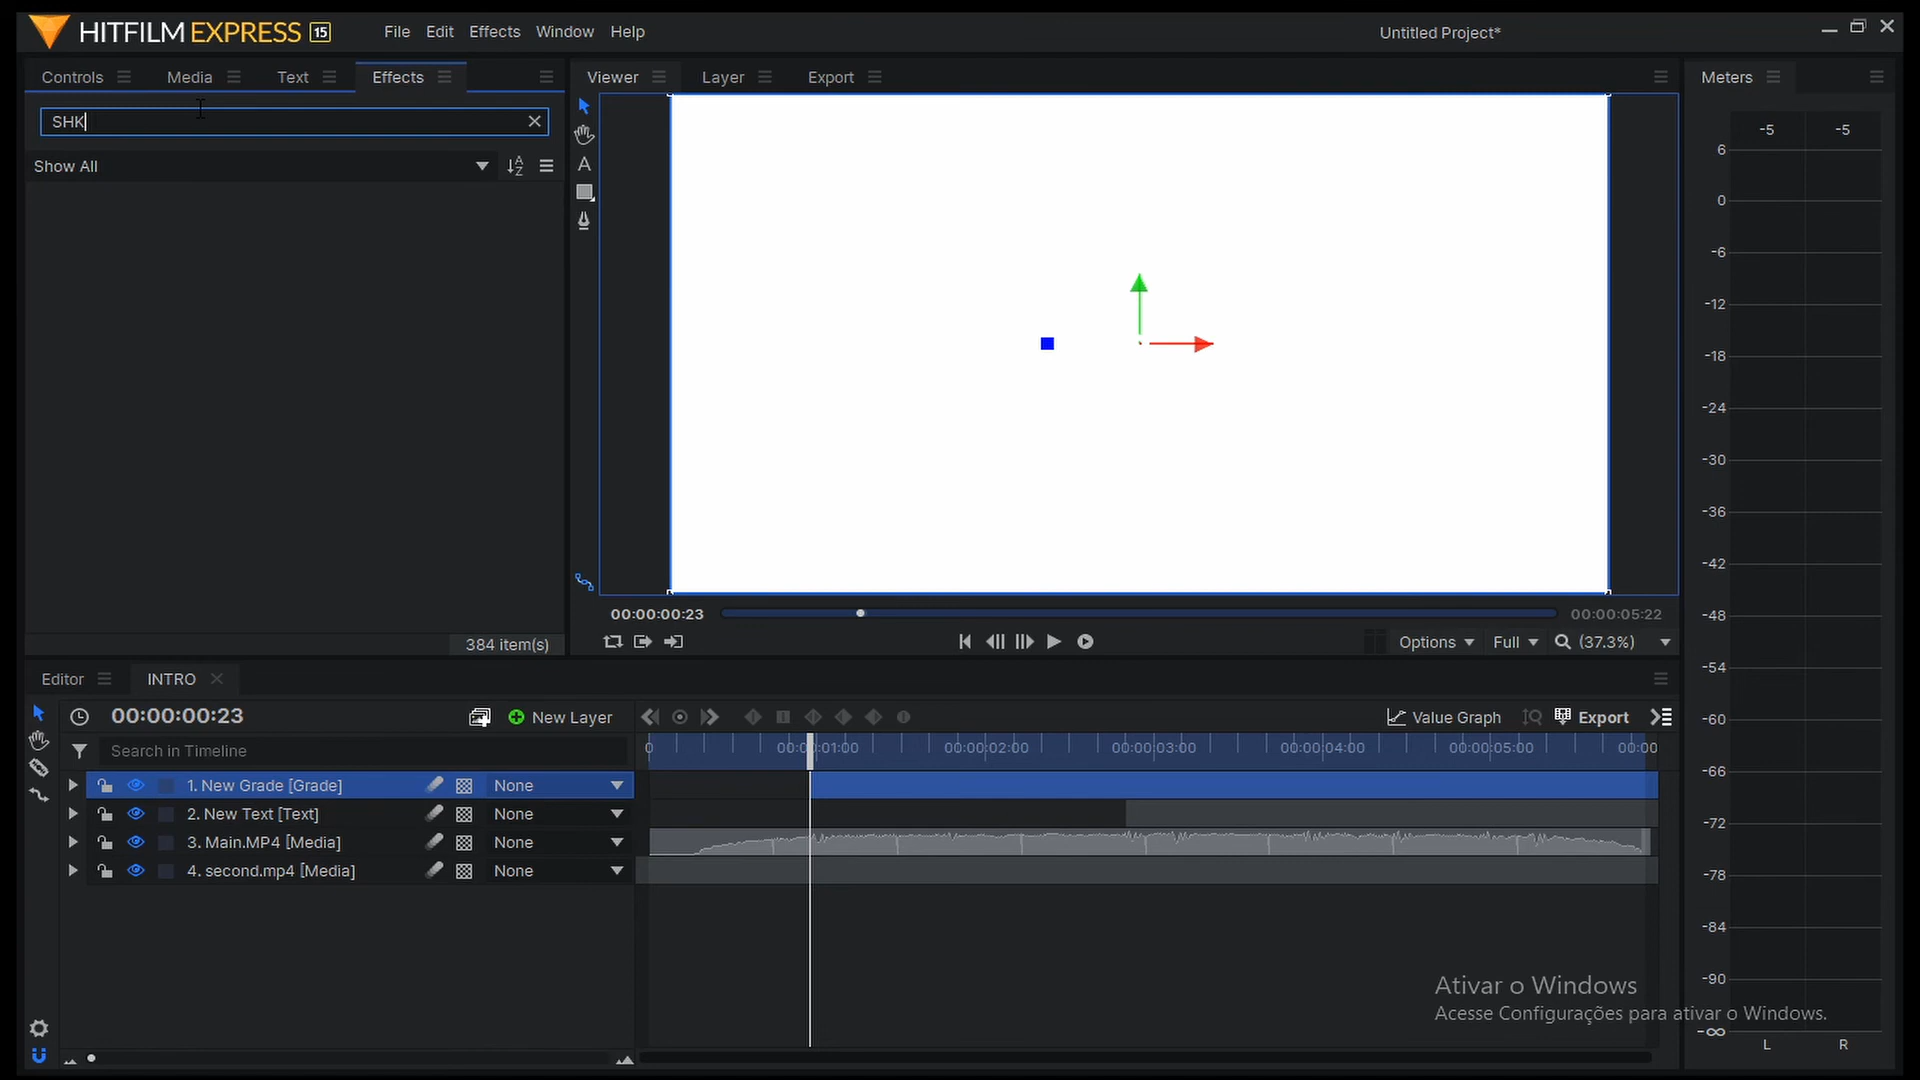 HITFILM EXPRESS 15
File Edit Effects Window Help
Untitled Project*
Controls Media Text Effects
Viewer Layer Export
Meters
SHK
Show All
384 item(s)
A
00:00:00:23
00:00:05:22
Options Full (37.3%)
-5 -5
6
0
-6
-12
-18
-24
-30
-36
-42
-48
-54
-60
-66
-72
-78
-84
-90
-∞
L R
Editor INTRO
00:00:00:23 New Layer
Value Graph Export
Search in Timeline
0 00:00:01:00 00:00:02:00 00:00:03:00 00:00:04:00 00:00:05:00 00:00
1. New Grade [Grade] None
2. New Text [Text] None
3. Main.MP4 [Media] None
4. second.mp4 [Media] None
Ativar o Windows
Acesse Configurações para ativar o Windows.